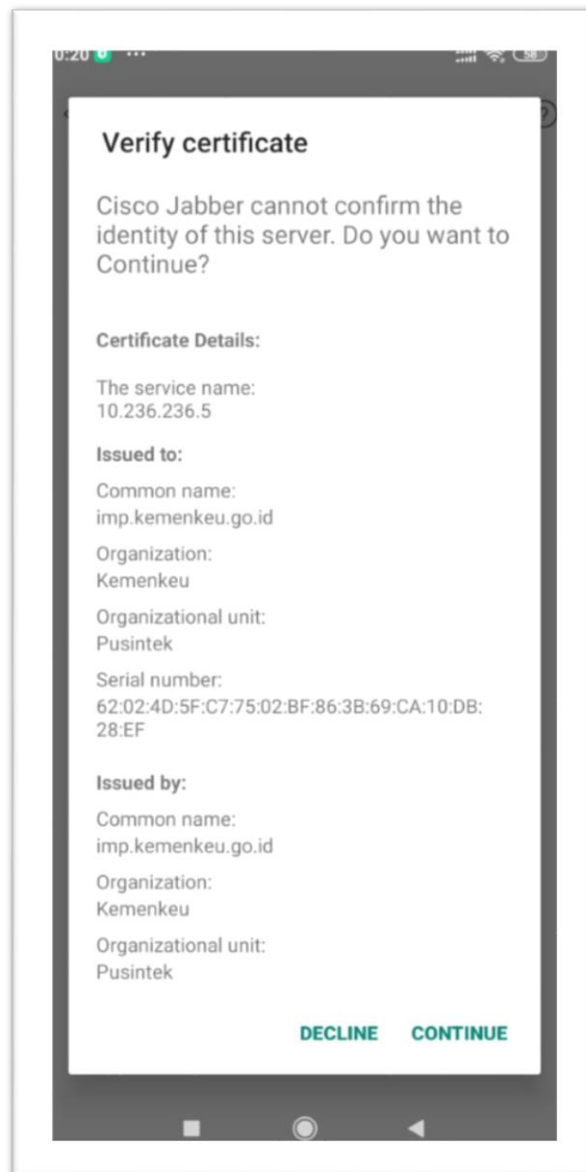 0:20 ...
58
Verify certificate
Cisco Jabber cannot confirm the
identity of this server. Do you want to
Continue?
Certificate Details:
The service name:
10.236.236.5
Issued to:
Common name:
imp.kemenkeu.go.id
Organization:
Kemenkeu
Organizational unit:
Pusintek
Serial number:
62:02:4D:5F:C7:75:02:BF:86:3B:69:CA:10:DB:
28:EF
Issued by:
Common name:
imp.kemenkeu.go.id
Organization:
Kemenkeu
Organizational unit:
Pusintek
DECLINE CONTINUE